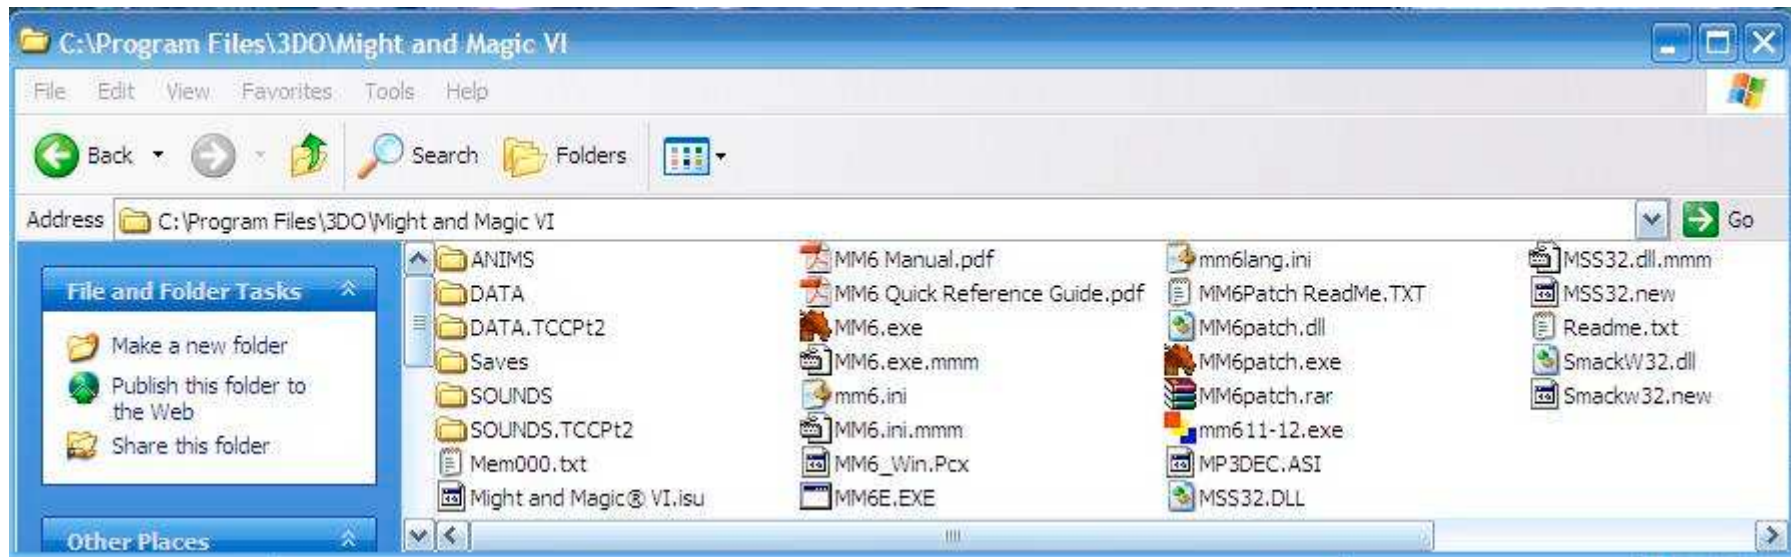 C:\Program Files\3DO\Might and Magic VI
File Edit View Favorites Tools Help
Back Search Folders
Address C:\Program Files\3DO\Might and Magic VI Go
File and Folder Tasks
Make a new folder
Publish this folder to
the Web
Share this folder
Other Places
ANIMS
DATA
DATA.TCCPt2
Saves
SOUNDS
SOUNDS.TCCPt2
Mem000.txt
Might and Magic® VI.isu
MM6 Manual.pdf
MM6 Quick Reference Guide.pdf
MM6.exe
MM6.exe.mmm
mm6.ini
MM6.ini.mmm
MM6_Win.Pcx
MM6E.EXE
mm6lang.ini
MM6Patch ReadMe.TXT
MM6patch.dll
MM6patch.exe
MM6patch.rar
mm611-12.exe
MP3DEC.ASI
MSS32.DLL
MSS32.dll.mmm
MSS32.new
Readme.txt
SmackW32.dll
Smackw32.new